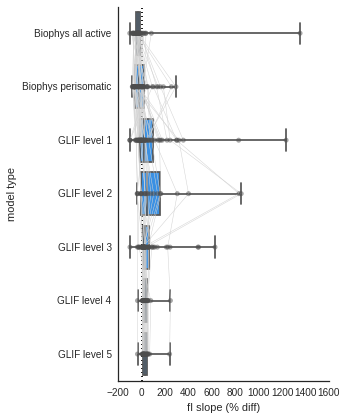 Biophys all active
Biophys perisomatic
GLIF level 1
GLIF level 2
GLIF level 3
GLIF level 4
GLIF level 5
model type
−200 0 200 400 600 800 1000 1200 1400 1600
fI slope (% diff)